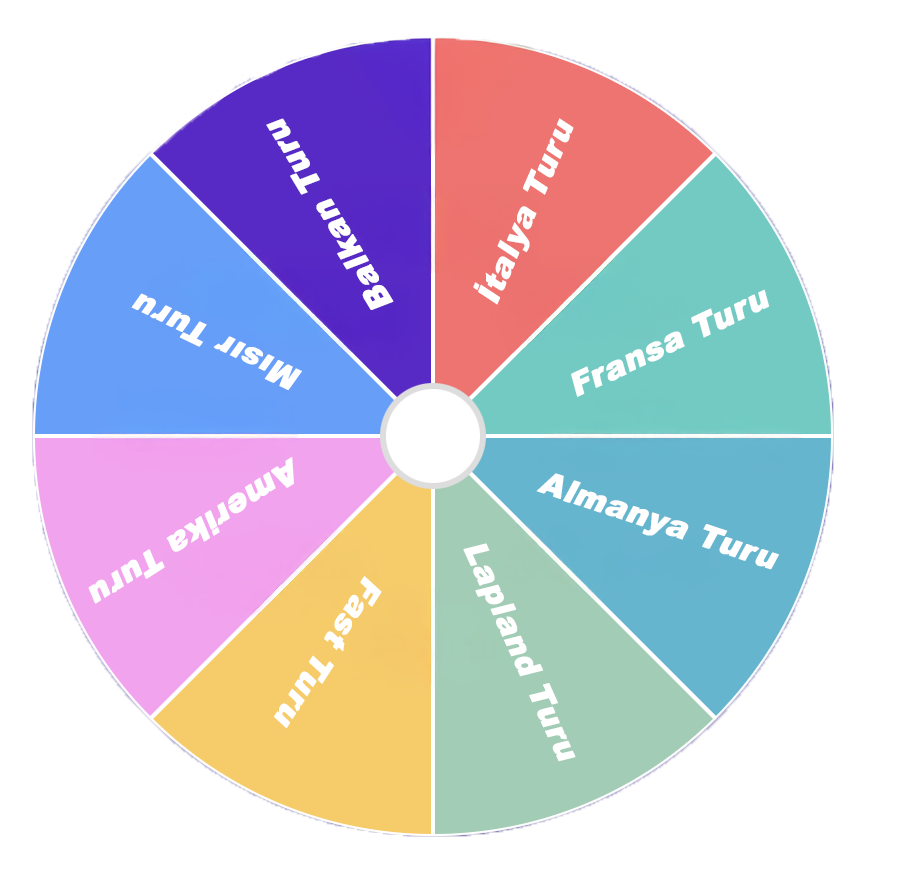 İtalya Turu
Fransa Turu
Almanya Turu
Lapland Turu
Fast Turu
Amerika Turu
Mısır Turu
Balkan Turu